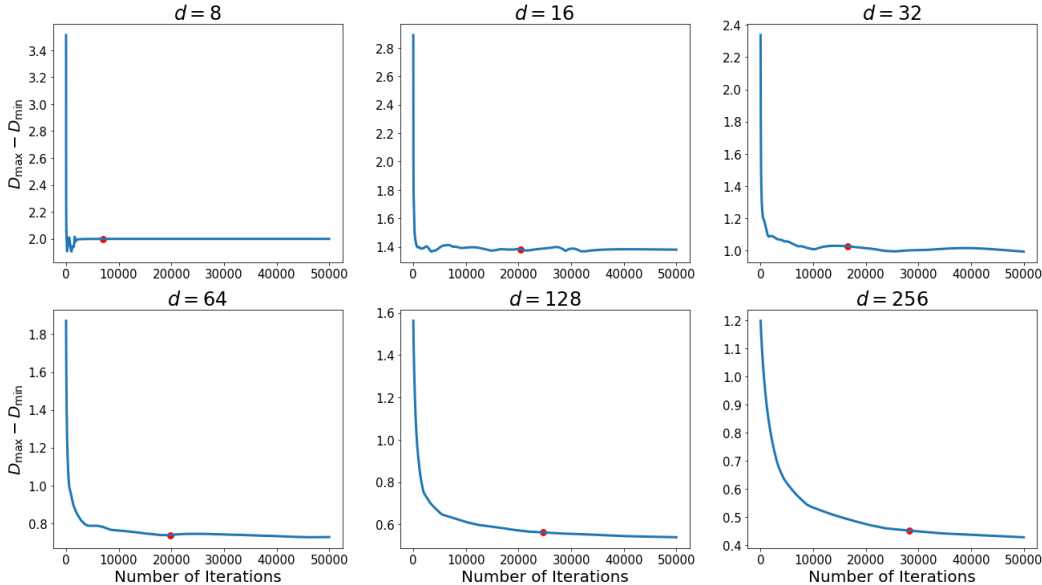 d = 8
D_max − D_min
3.4
3.2
3.0
2.8
2.6
2.4
2.2
2.0
0 10000 20000 30000 40000 50000
d = 16
2.8
2.6
2.4
2.2
2.0
1.8
1.6
1.4
0 10000 20000 30000 40000 50000
d = 32
2.4
2.2
2.0
1.8
1.6
1.4
1.2
1.0
0 10000 20000 30000 40000 50000
d = 64
D_max − D_min
1.8
1.6
1.4
1.2
1.0
0.8
0 10000 20000 30000 40000 50000
Number of Iterations
d = 128
1.6
1.4
1.2
1.0
0.8
0.6
0 10000 20000 30000 40000 50000
Number of Iterations
d = 256
1.2
1.1
1.0
0.9
0.8
0.7
0.6
0.5
0.4
0 10000 20000 30000 40000 50000
Number of Iterations